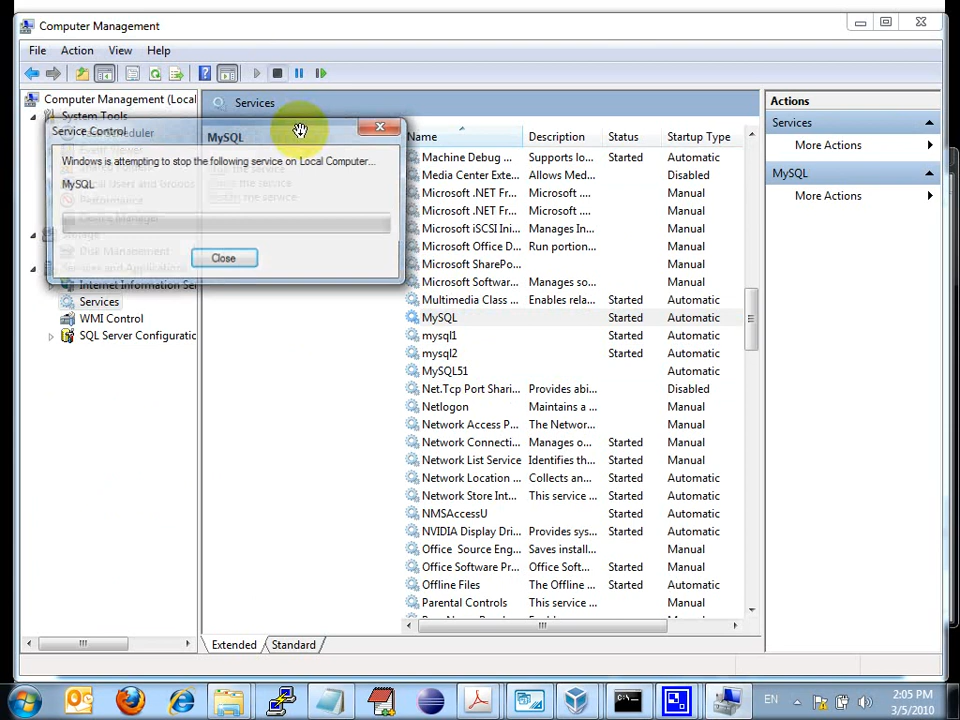 Computer Management
File Action View Help
Computer Management (Local
System Tools
Services
Actions
Services
More Actions
MySQL
More Actions
Service Control
MySQL
Windows is attempting to stop the following service on Local Computer...
MySQL
Close
Disk Management
Internet Information Se
Services
WMI Control
SQL Server Configuratic
Name Description Status Startup Type
Machine Debug ... Supports lo... Started Automatic
Media Center Exte... Allows Med... Disabled
Microsoft .NET Fr... Microsoft .... Manual
Microsoft .NET Fr... Microsoft .... Manual
Microsoft iSCSI Ini... Manages In... Manual
Microsoft Office D... Run portion... Manual
Microsoft SharePo... Manual
Microsoft Softwar... Manages so... Manual
Multimedia Class ... Enables rela... Started Automatic
MySQL Started Automatic
mysql1 Started Automatic
mysql2 Started Automatic
MySQL51 Automatic
Net.Tcp Port Shari... Provides abi... Disabled
Netlogon Maintains a ... Manual
Network Access P... The Networ... Manual
Network Connecti... Manages o... Started Manual
Network List Service Identifies th... Started Manual
Network Location ... Collects an... Started Automatic
Network Store Int... This service ... Started Automatic
NMSAccessU Started Automatic
NVIDIA Display Dri... Provides sys... Started Automatic
Office Source Eng... Saves install... Manual
Office Software Pr... Office Soft... Started Manual
Offline Files The Offline ... Started Automatic
Parental Controls This service ... Manual
Extended Standard
EN
2:05 PM
3/5/2010